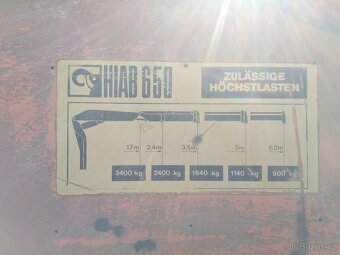 HIAB 650
ZULÄSSIGE
HÖCHSTLASTEN
1.7m 2.4m 3.5m 5m 6.2m
3400 kg 2400 kg 1640 kg 1140 kg 900 kg